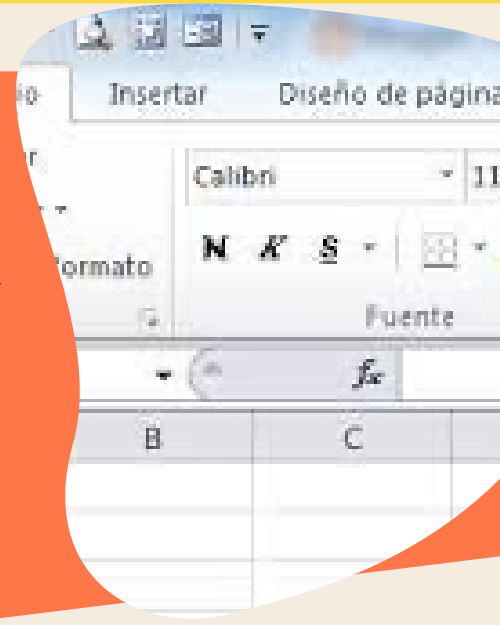 io Insertar Diseño de página
r
Calibri 11
N K S
ormato
Fuente
fx
B C